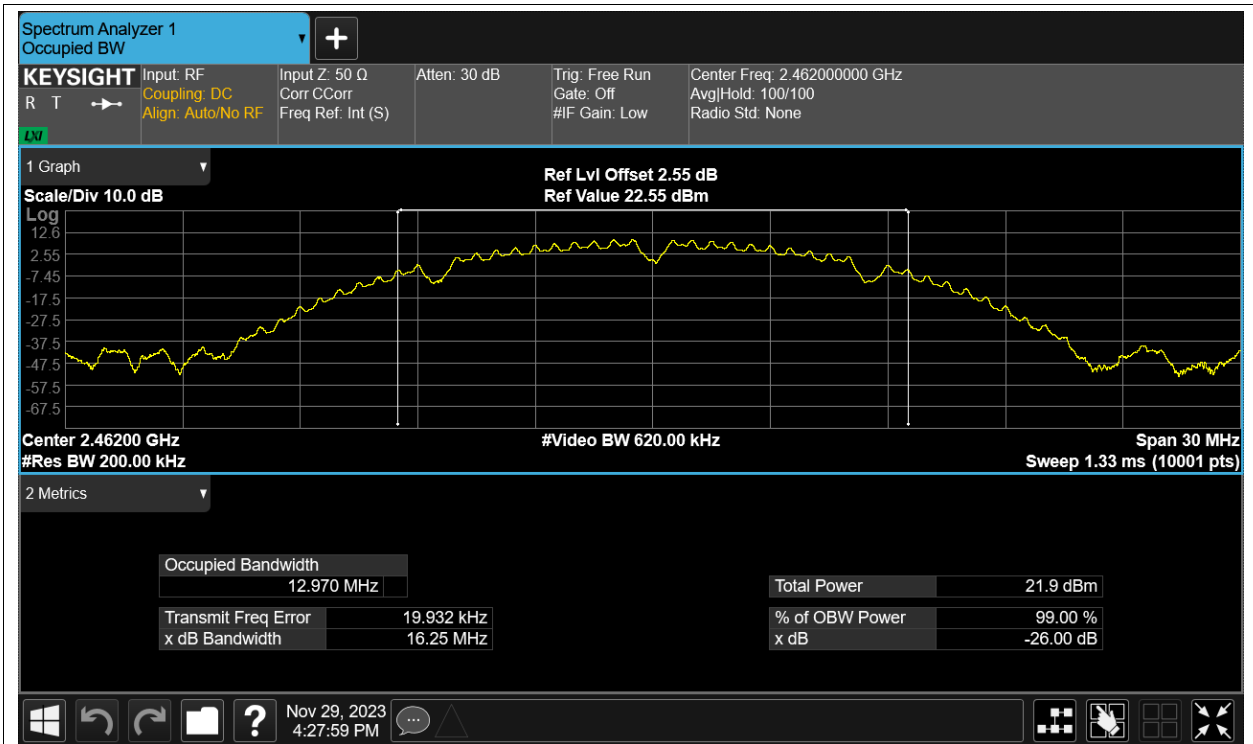 Spectrum Analyzer 1
Occupied BW
KEYSIGHT
R T
LXI
Input: RF
Coupling: DC
Align: Auto/No RF
Input Z: 50 Ω
Corr CCorr
Freq Ref: Int (S)
Atten: 30 dB
Trig: Free Run
Gate: Off
#IF Gain: Low
Center Freq: 2.462000000 GHz
Avg|Hold: 100/100
Radio Std: None
1 Graph
Scale/Div 10.0 dB
Ref Lvl Offset 2.55 dB
Ref Value 22.55 dBm
Log
12.6
2.55
-7.45
-17.5
-27.5
-37.5
-47.5
-57.5
-67.5
Center 2.46200 GHz
#Res BW 200.00 kHz
#Video BW 620.00 kHz
Span 30 MHz
Sweep 1.33 ms (10001 pts)
2 Metrics
Occupied Bandwidth
12.970 MHz
Transmit Freq Error 19.932 kHz
x dB Bandwidth 16.25 MHz
Total Power 21.9 dBm
% of OBW Power 99.00 %
x dB -26.00 dB
?
Nov 29, 2023
4:27:59 PM